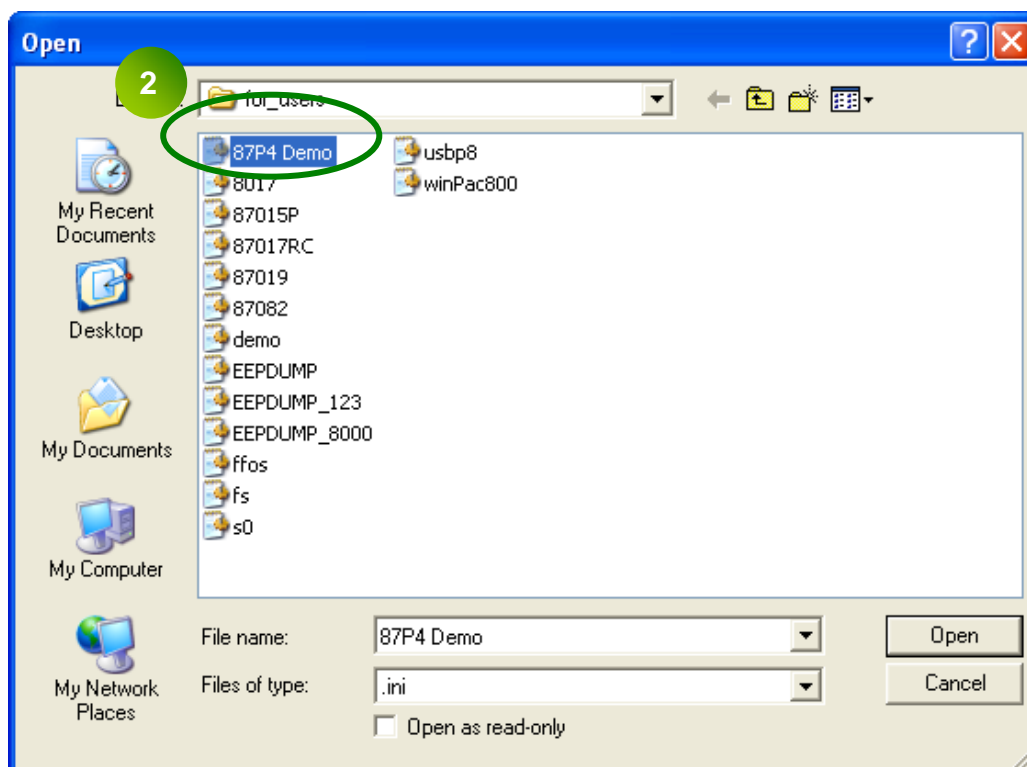 Open
2
for_users
87P4 Demo
8017
87015P
87017RC
87019
87082
demo
EEPDUMP
EEPDUMP_123
EEPDUMP_8000
ffos
fs
s0
usbp8
winPac800
My Recent
Documents
Desktop
My Documents
My Computer
My Network
Places
File name:
87P4 Demo
Open
Files of type:
.ini
Cancel
Open as read-only